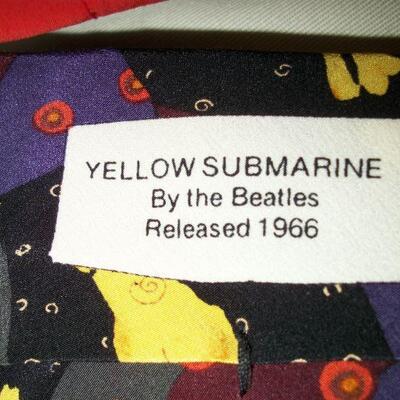 YELLOW SUBMARINE
By the Beatles
Released 1966